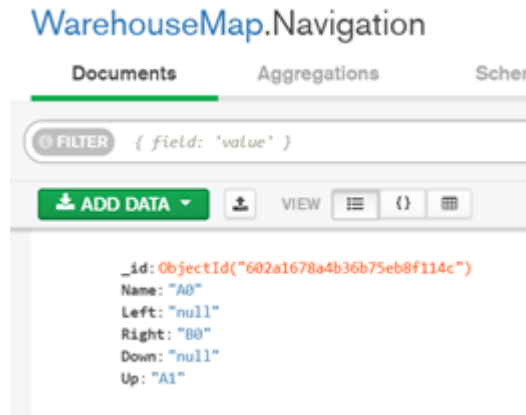 WarehouseMap.Navigation
Documents Aggregations Scher
FILTER { field: 'value' }
ADD DATA VIEW {}
_id: ObjectId("602a1678a4b36b75eb8f114c")
Name: "A0"
Left: "null"
Right: "B0"
Down: "null"
Up: "A1"